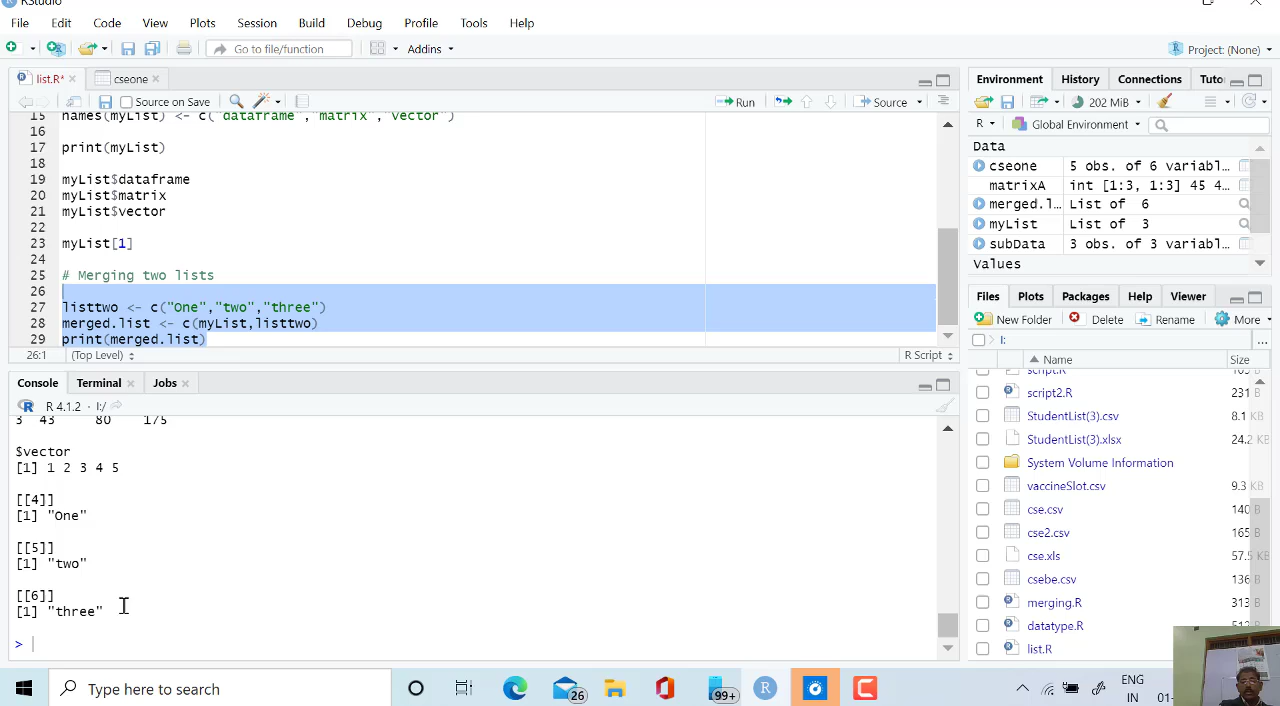 RStudio
File Edit Code View Plots Session Build Debug Profile Tools Help
Go to file/function Addins Project: (None)
list.R* cseone
Source on Save Run Source
15 names(myList) <- c("dataframe","matrix","vector")
16
17 print(myList)
18
19 myList$dataframe
20 myList$matrix
21 myList$vector
22
23 myList[1]
24
25 # Merging two lists
26
27 listtwo <- c("One","two","three")
28 merged.list <- c(myList,listtwo)
29 print(merged.list)
26:1 (Top Level) R Script
Console Terminal Jobs
R 4.1.2 · I:/
3 43 80 175
$vector
[1] 1 2 3 4 5
[[4]]
[1] "One"
[[5]]
[1] "two"
[[6]]
[1] "three"
>
Environment History Connections Tuto
202 MiB
R Global Environment
Data
cseone 5 obs. of 6 variabl...
matrixA int [1:3, 1:3] 45 4...
merged.l... List of 6
myList List of 3
subData 3 obs. of 3 variabl...
Values
Files Plots Packages Help Viewer
New Folder Delete Rename More
I: ...
Name Size
script.R 105 B
script2.R 231 B
StudentList(3).csv 8.1 KB
StudentList(3).xlsx 24.2 KB
System Volume Information
vaccineSlot.csv 9.3 KB
cse.csv 140 B
cse2.csv 165 B
cse.xls 57.5 KB
csebe.csv 136 B
merging.R 313 B
datatype.R
list.R
Type here to search 26 99+ ENG
IN 01-